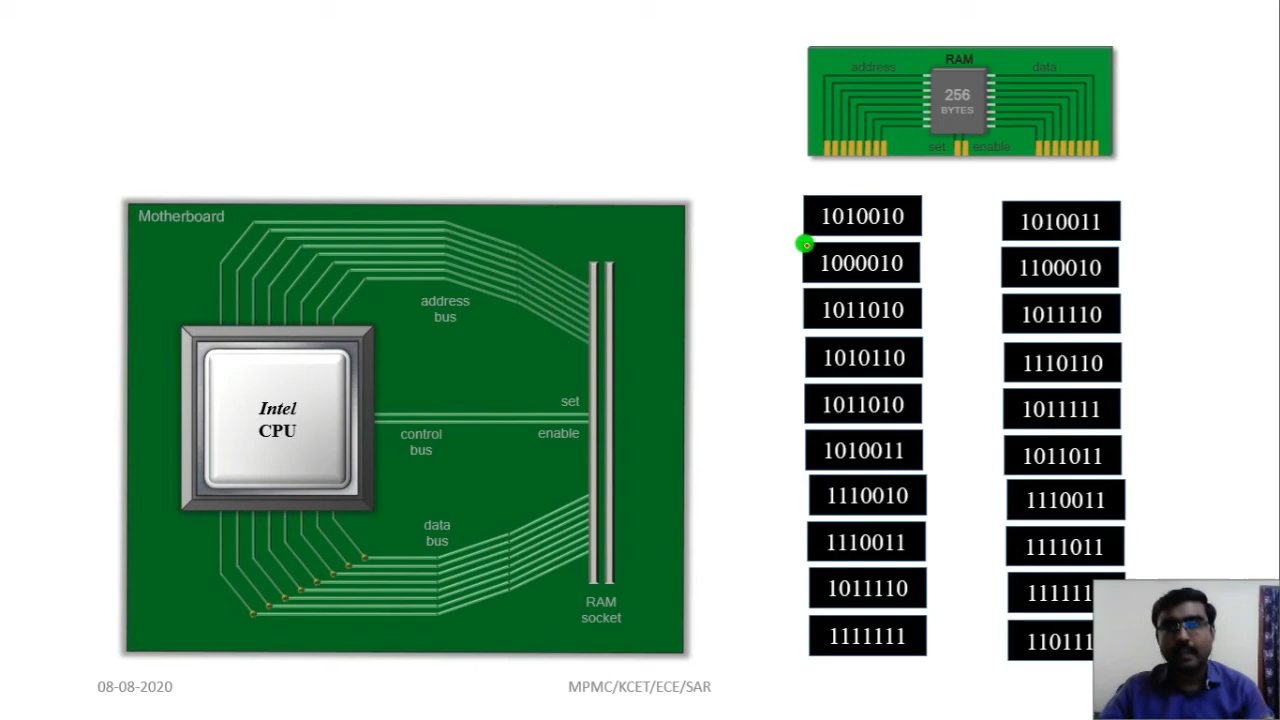 RAM
address
data
256
BYTES
set
enable
Motherboard
address
bus
Intel
CPU
set
control
bus
enable
data
bus
RAM
socket
1010010
1000010
1011010
1010110
1011010
1010011
1110010
1110011
1011110
1111111
1010011
1100010
1011110
1110110
1011111
1011011
1110011
1111011
08-08-2020
MPMC/KCET/ECE/SAR